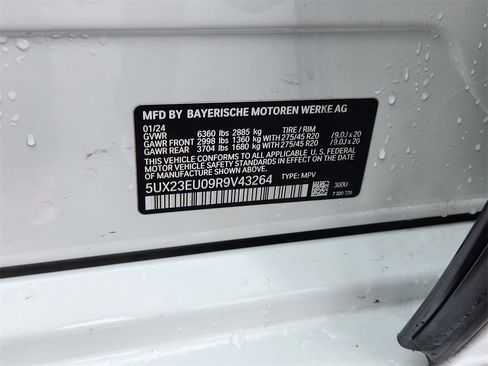 MFD BY BAYERISCHE MOTOREN WERKE AG
01/24 TIRE / RIM
GVWR 6360 lbs 2885 kg
GAWR FRONT 2998 lbs 1360 kg WITH 275/45 R20 / 9.0J x 20
GAWR REAR 3704 lbs 1680 kg WITH 275/45 R20 / 9.0J x 20
THIS VEHICLE CONFORMS TO ALL APPLICABLE U.S. FEDERAL
MOTOR VEHICLE SAFETY STANDARDS IN EFFECT
ON THE DATE OF MANUFACTURE SHOWN ABOVE
5UX23EU09R9V43264 TYPE: MPV
300U
7 320 720